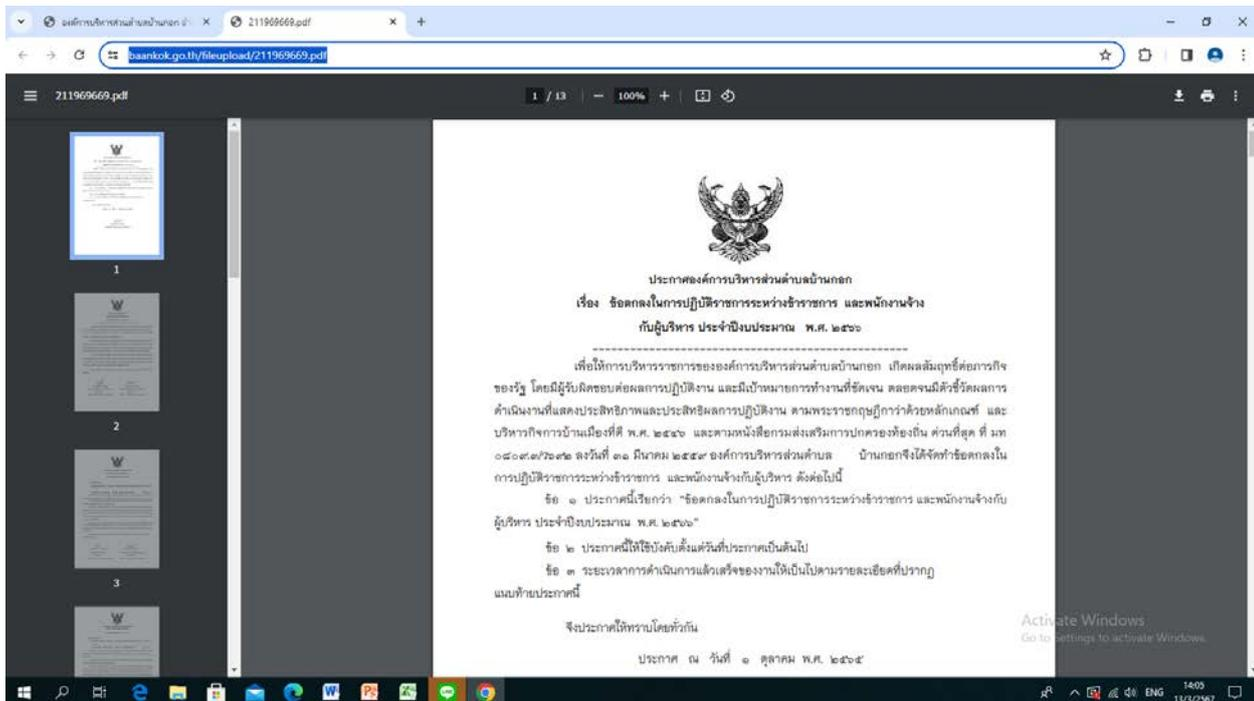 องค์การบริหารส่วนตำบลบ้านกอก อำ
211969669.pdf
baankok.go.th/fileupload/211969669.pdf
211969669.pdf
1 / 13
100%
ประกาศองค์การบริหารส่วนตำบลบ้านกอก
เรื่อง ข้อตกลงในการปฏิบัติราชการระหว่างข้าราชการ และพนักงานจ้าง
กับผู้บริหาร ประจำปีงบประมาณ พ.ศ. ๒๕๖๖
เพื่อให้การบริหารราชการขององค์การบริหารส่วนตำบลบ้านกอก เกิดผลสัมฤทธิ์ต่อภารกิจ
ของรัฐ โดยมีผู้รับผิดชอบต่อผลการปฏิบัติงาน และมีเป้าหมายการทำงานที่ชัดเจน ตลอดจนมีตัวชี้วัดผลการ
ดำเนินงานที่แสดงประสิทธิภาพและประสิทธิผลการปฏิบัติงาน ตามพระราชกฤษฎีกาว่าด้วยหลักเกณฑ์ และ
บริหารกิจการบ้านเมืองที่ดี พ.ศ. ๒๕๔๖ และตามหนังสือกรมส่งเสริมการปกครองท้องถิ่น ด่วนที่สุด ที่ มท
ลงวันที่ ๓๑ มีนาคม ๒๕๕๙ องค์การบริหารส่วนตำบล บ้านกอกจึงได้จัดทำข้อตกลงใน
การปฏิบัติราชการระหว่างข้าราชการ และพนักงานจ้างกับผู้บริหาร ดังต่อไปนี้
ข้อ ๑ ประกาศนี้เรียกว่า "ข้อตกลงในการปฏิบัติราชการระหว่างข้าราชการ และพนักงานจ้างกับ
ผู้บริหาร ประจำปีงบประมาณ พ.ศ. ๒๕๖๖"
ข้อ ๒ ประกาศนี้ให้ใช้บังคับตั้งแต่วันที่ประกาศเป็นต้นไป
ข้อ ๓ ระยะเวลาการดำเนินการแล้วเสร็จของงานให้เป็นไปตามรายละเอียดที่ปรากฏ
แนบท้ายประกาศนี้
จึงประกาศให้ทราบโดยทั่วกัน
ประกาศ ณ วันที่ ๑ ตุลาคม พ.ศ. ๒๕๖๕
1
2
3
Activate Windows
Go to Settings to activate Windows.
ENG
14:05
13/3/2567